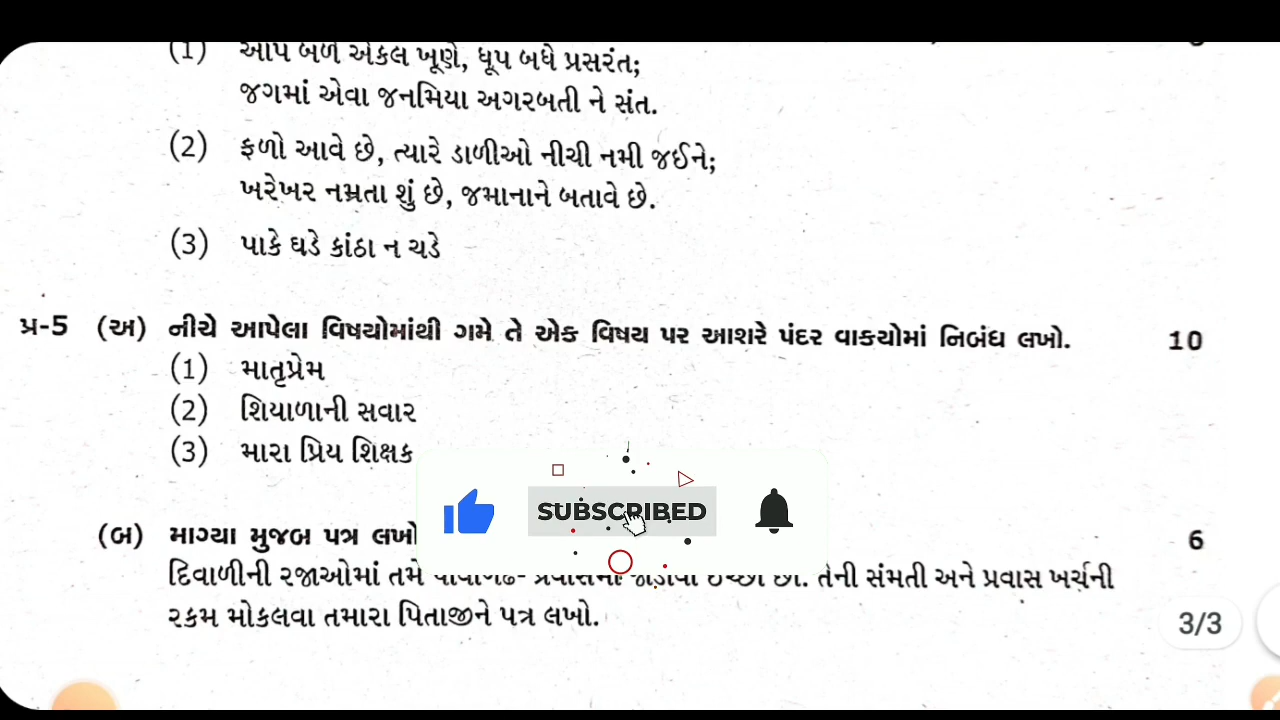 (1) આપ બળે એકલ ખૂણે, ધૂપ બધે પ્રસરંત;
જગમાં એવા જનમિયા અગરબતી ને સંત.
(2) ફળો આવે છે, ત્યારે ડાળીઓ નીચી નમી જઈને;
ખરેખર નમ્રતા શું છે, જમાનાને બતાવે છે.
(3) પાકે ઘડે કાંઠા ન ચડે
પ્ર-5 (અ) નીચે આપેલા વિષયોમાંથી ગમે તે એક વિષય પર આશરે પંદર વાકયોમાં નિબંધ લખો. 10
(1) માતૃપ્રેમ
(2) શિયાળાની સવાર
(3) મારા પ્રિય શિક્ષક
SUBSCRIBED
(બ) માગ્યા મુજબ પત્ર લખો 6
દિવાળીની રજાઓમાં તમે તેની સંમતી અને પ્રવાસ ખર્ચની
રકમ મોકલવા તમારા પિતાજીને પત્ર લખો.
3/3